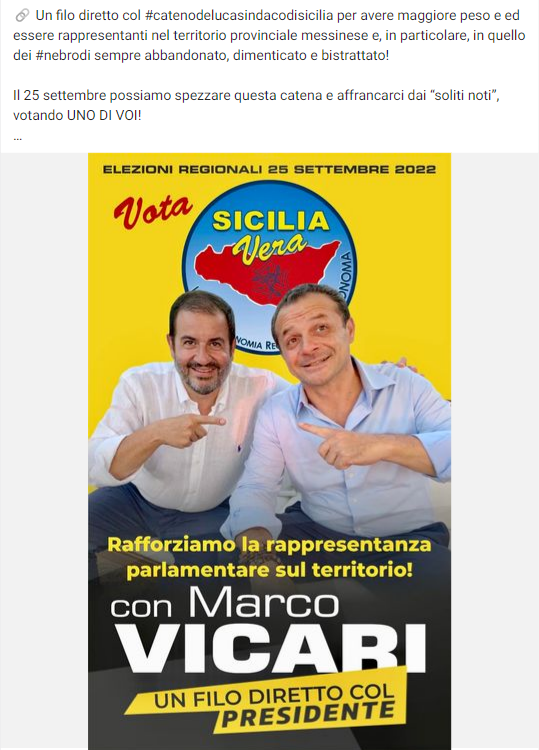 🔗 Un filo diretto col #catenodelucasindacodisicilia per avere maggiore peso e ed
essere rappresentanti nel territorio provinciale messinese e, in particolare, in quello
dei #nebrodi sempre abbandonato, dimenticato e bistrattato!
Il 25 settembre possiamo spezzare questa catena e affrancarci dai “soliti noti”,
votando UNO DI VOI!
...
ELEZIONI REGIONALI 25 SETTEMBRE 2022
Vota
SICILIA
Vera
Rafforziamo la rappresentanza
parlamentare sul territorio!
con Marco
VICARI
UN FILO DIRETTO COL
PRESIDENTE